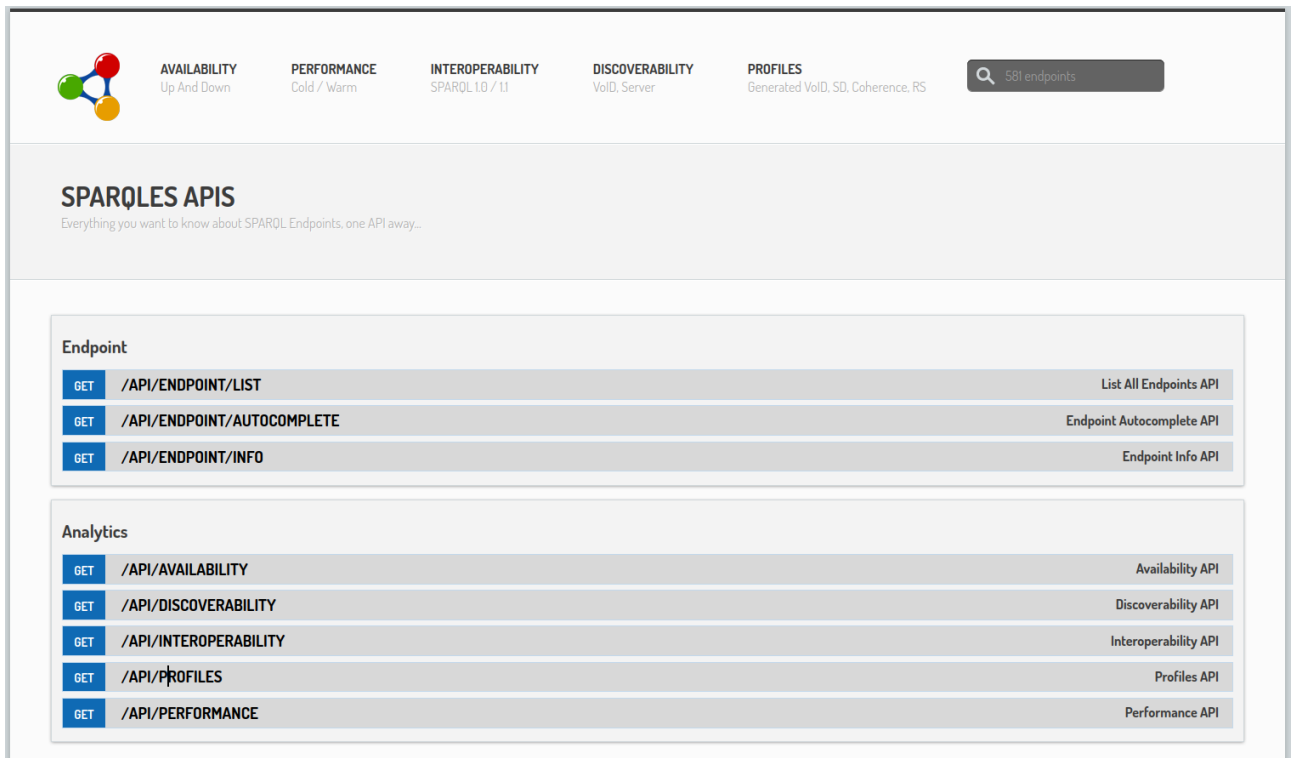 AVAILABILITY
Up And Down
PERFORMANCE
Cold / Warm
INTEROPERABILITY
SPARQL 1.0 / 1.1
DISCOVERABILITY
VoID, Server
PROFILES
Generated VoID, SD, Coherence, RS
581 endpoints
SPARQLES APIS
Everything you want to know about SPARQL Endpoints, one API away...
Endpoint
GET /API/ENDPOINT/LIST List All Endpoints API
GET /API/ENDPOINT/AUTOCOMPLETE Endpoint Autocomplete API
GET /API/ENDPOINT/INFO Endpoint Info API
Analytics
GET /API/AVAILABILITY Availability API
GET /API/DISCOVERABILITY Discoverability API
GET /API/INTEROPERABILITY Interoperability API
GET /API/PROFILES Profiles API
GET /API/PERFORMANCE Performance API